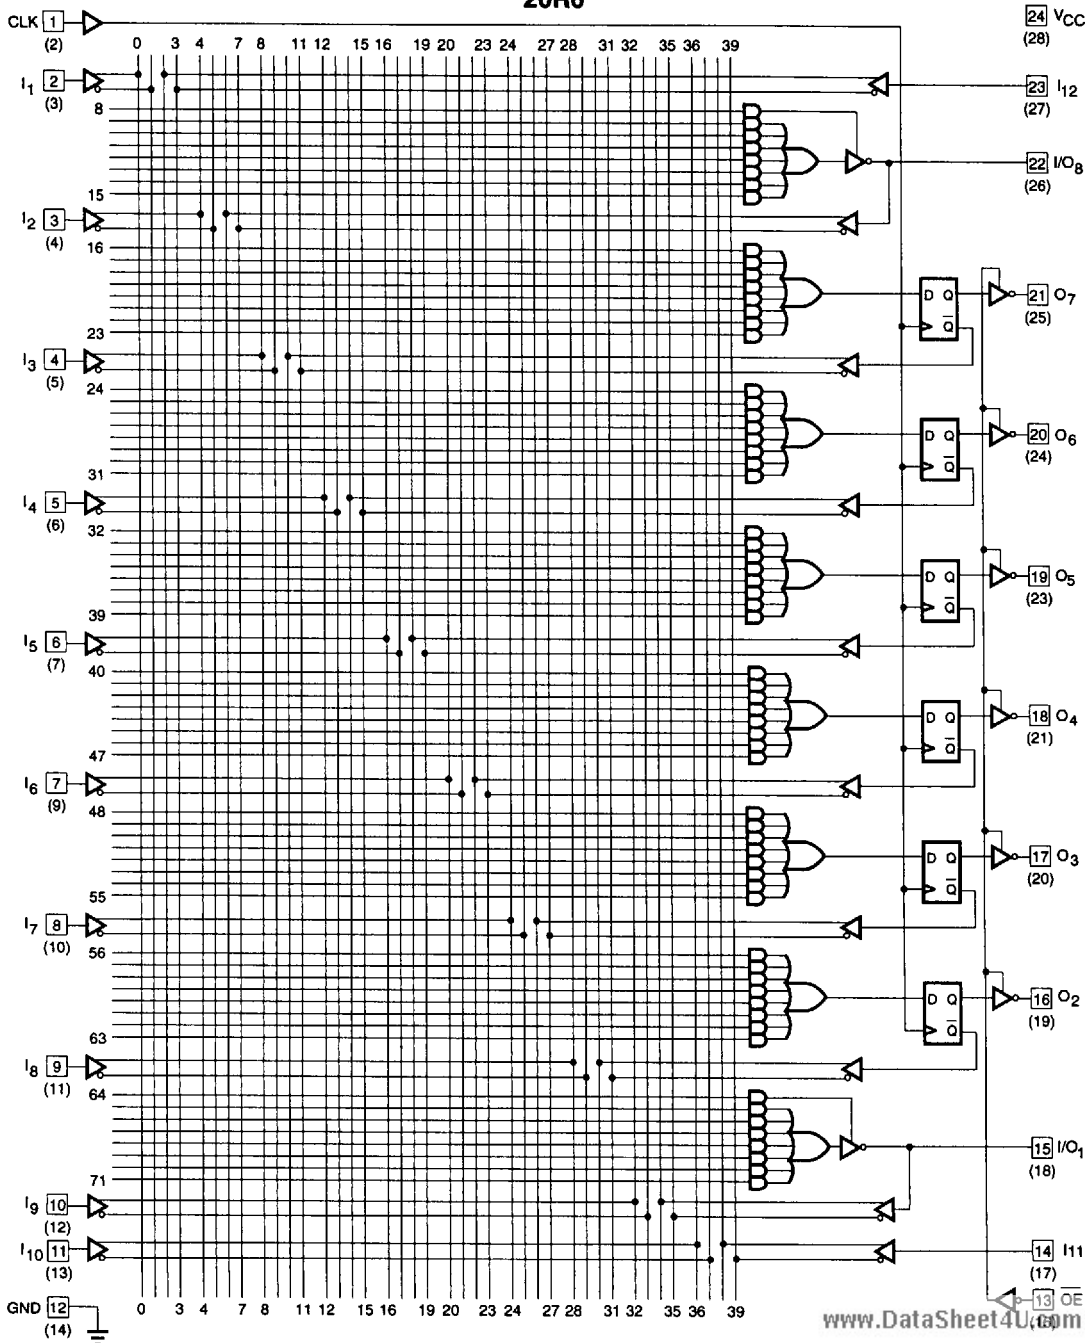 20R6
CLK 1
(2)
24 VCC
(28)
0 3 4 7 8 11 12 15 16 19 20 23 24 27 28 31 32 35 36 39
I1 2
(3)
23 I12
(27)
8
22 I/O8
(26)
15
I2 3
(4)
16
D Q
Q̅
21 O7
(25)
23
I3 4
(5)
24
D Q
Q̅
20 O6
(24)
31
I4 5
(6)
32
D Q
Q̅
19 O5
(23)
39
I5 6
(7)
40
D Q
Q̅
18 O4
(21)
47
I6 7
(9)
48
D Q
Q̅
17 O3
(20)
55
I7 8
(10)
56
D Q
Q̅
16 O2
(19)
63
I8 9
(11)
64
15 I/O1
(18)
71
I9 10
(12)
I10 11
(13)
14 I11
(17)
0 3 4 7 8 11 12 15 16 19 20 23 24 27 28 31 32 35 36 39
GND 12
(14)
13 O̅E̅
www.DataSheet4U.com